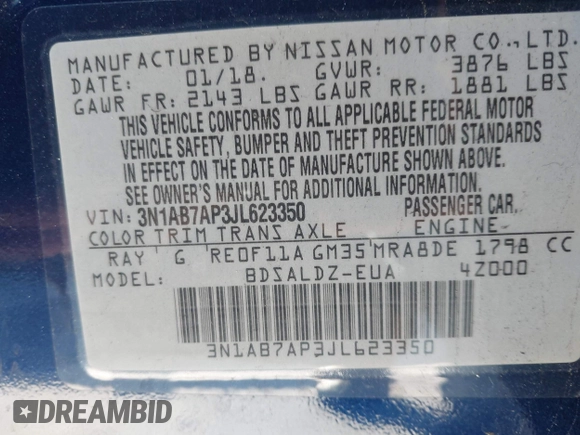 MANUFACTURED BY NISSAN MOTOR CO., LTD.
DATE: 01/18. GVWR: 3876 LBS
GAWR FR: 2143 LBS GAWR RR: 1881 LBS
THIS VEHICLE CONFORMS TO ALL APPLICABLE FEDERAL MOTOR
VEHICLE SAFETY, BUMPER AND THEFT PREVENTION STANDARDS
IN EFFECT ON THE DATE OF MANUFACTURE SHOWN ABOVE.
SEE OWNER'S MANUAL FOR ADDITIONAL INFORMATION.
VIN: 3N1AB7AP3JL623350 PASSENGER CAR
COLOR TRIM TRANS AXLE ENGINE
RAY G RE0F11A GM35 MRA8DE 1798 CC
MODEL: BDSALDZ-EUA 4Z000
3N1AB7AP3JL623350
DREAMBID